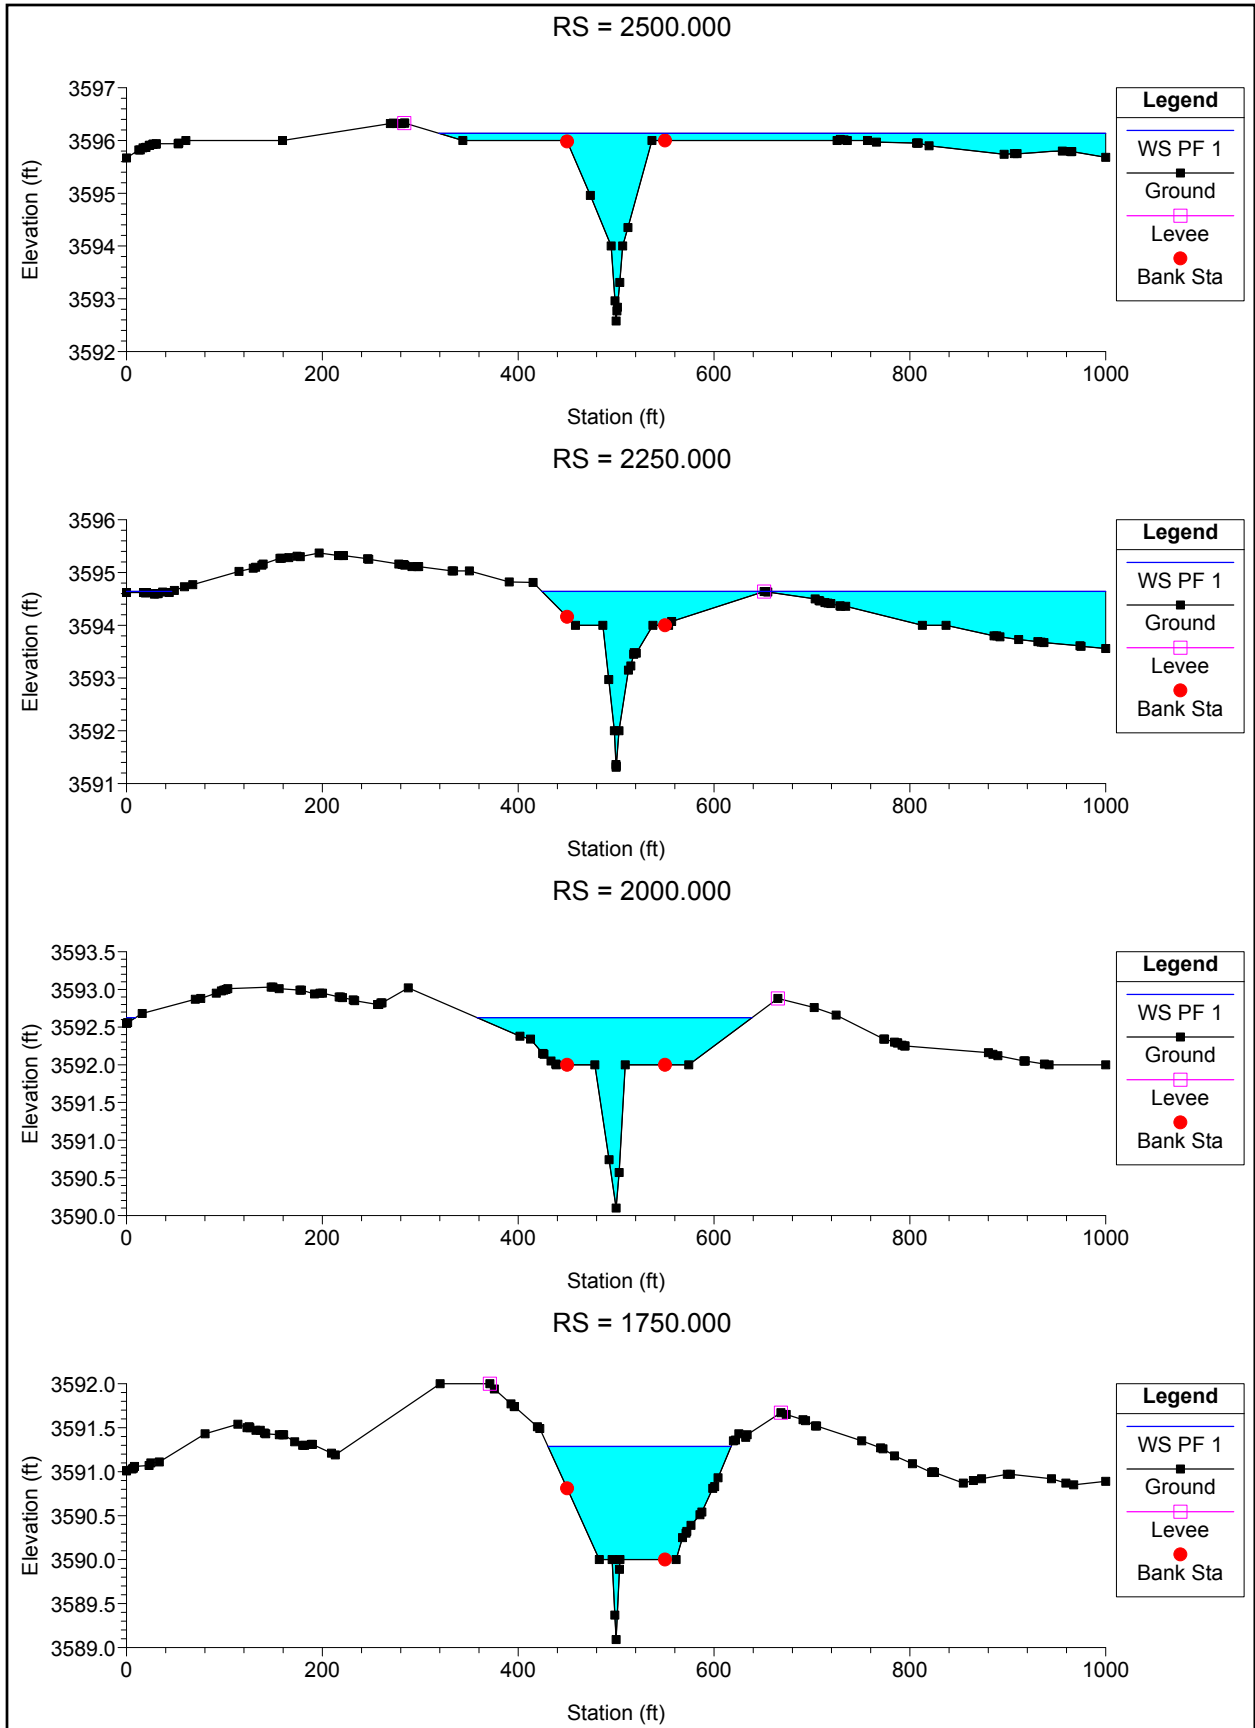 RS = 2500.000
3597
3596
3595
3594
3593
3592
Elevation (ft)
0 200 400 600 800 1000
Station (ft)
Legend
WS PF 1
Ground
Levee
Bank Sta
RS = 2250.000
3596
3595
3594
3593
3592
3591
Elevation (ft)
0 200 400 600 800 1000
Station (ft)
Legend
WS PF 1
Ground
Levee
Bank Sta
RS = 2000.000
3593.5
3593.0
3592.5
3592.0
3591.5
3591.0
3590.5
3590.0
Elevation (ft)
0 200 400 600 800 1000
Station (ft)
Legend
WS PF 1
Ground
Levee
Bank Sta
RS = 1750.000
3592.0
3591.5
3591.0
3590.5
3590.0
3589.5
3589.0
Elevation (ft)
0 200 400 600 800 1000
Station (ft)
Legend
WS PF 1
Ground
Levee
Bank Sta